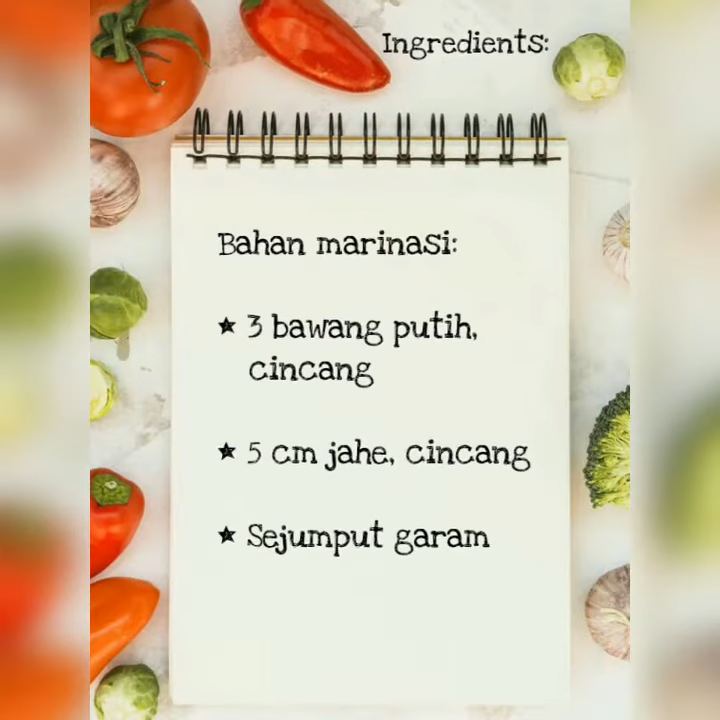 Ingredients:
Bahan marinasi:
★ 3 bawang putih,
cincang
★ 5 cm jahe, cincang
★ Sejumput garam